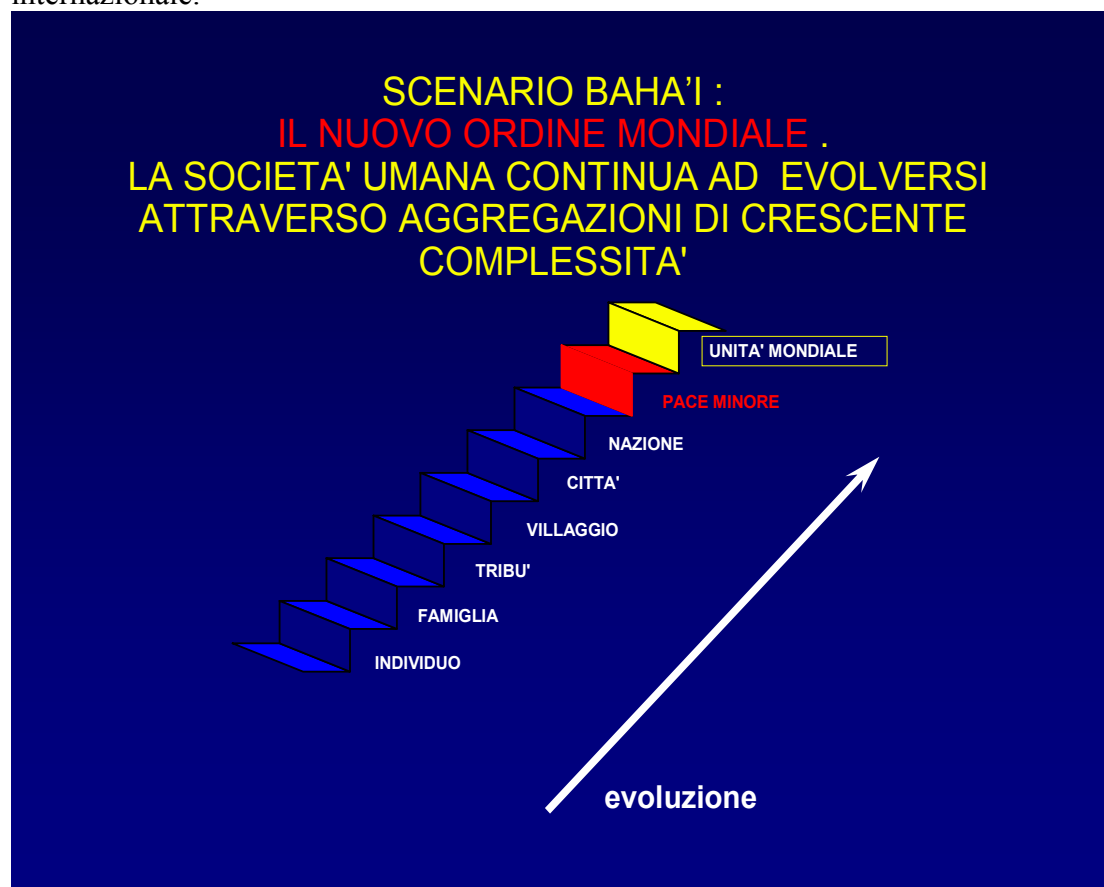 internazionale.
SCENARIO BAHA'I :
IL NUOVO ORDINE MONDIALE .
LA SOCIETA' UMANA CONTINUA AD EVOLVERSI
ATTRAVERSO AGGREGAZIONI DI CRESCENTE
COMPLESSITA'
UNITA' MONDIALE
PACE MINORE
NAZIONE
CITTA'
VILLAGGIO
TRIBU'
FAMIGLIA
INDIVIDUO
evoluzione